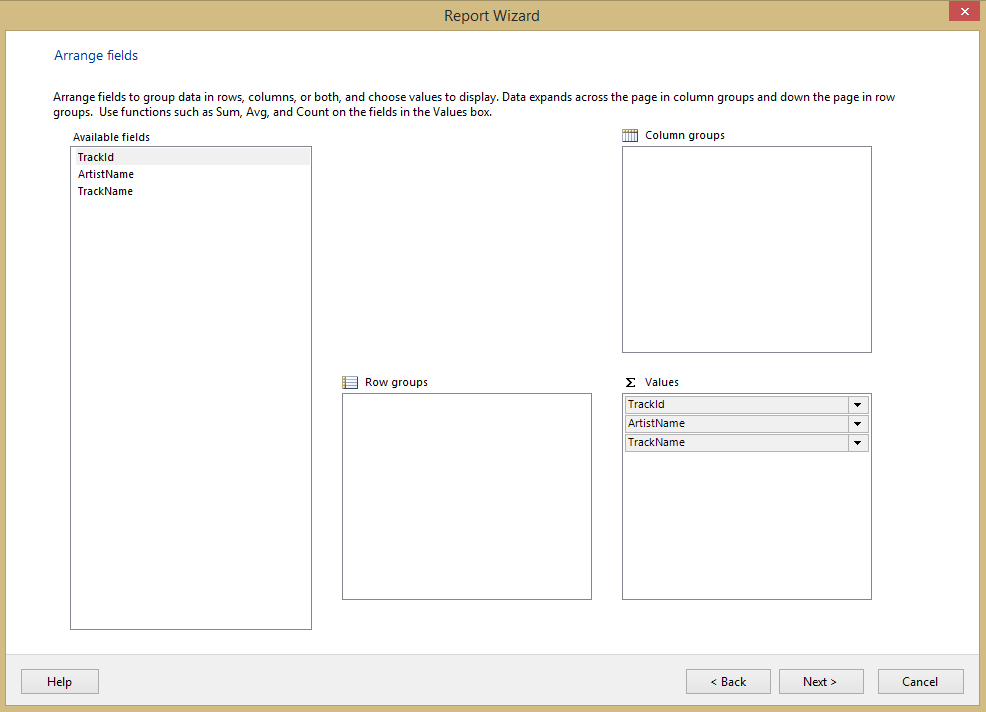 Report Wizard
Arrange fields
Arrange fields to group data in rows, columns, or both, and choose values to display. Data expands across the page in column groups and down the page in row
groups.  Use functions such as Sum, Avg, and Count on the fields in the Values box.
Available fields
TrackId
ArtistName
TrackName
Column groups
Row groups
Σ Values
TrackId
ArtistName
TrackName
Help
< Back
Next >
Cancel